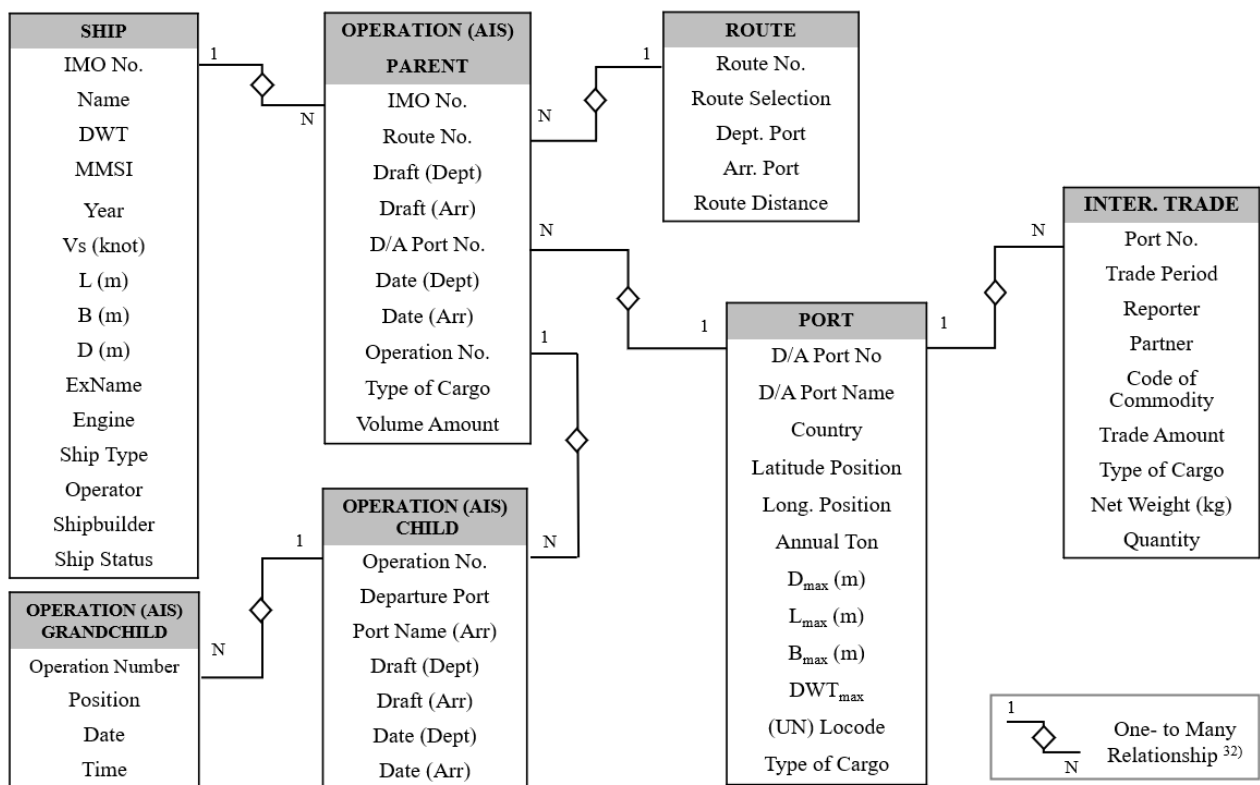 SHIP
IMO No.
Name
DWT
MMSI
Year
Vs (knot)
L (m)
B (m)
D (m)
ExName
Engine
Ship Type
Operator
Shipbuilder
Ship Status
1
N
OPERATION (AIS)
PARENT
IMO No.
Route No.
Draft (Dept)
Draft (Arr)
D/A Port No.
Date (Dept)
Date (Arr)
Operation No.
Type of Cargo
Volume Amount
1
N
ROUTE
Route No.
Route Selection
Dept. Port
Arr. Port
Route Distance
N
1
1
N
PORT
D/A Port No
D/A Port Name
Country
Latitude Position
Long. Position
Annual Ton
Dmax (m)
Lmax (m)
Bmax (m)
DWTmax
(UN) Locode
Type of Cargo
N
1
INTER. TRADE
Port No.
Trade Period
Reporter
Partner
Code of
Commodity
Trade Amount
Type of Cargo
Net Weight (kg)
Quantity
OPERATION (AIS)
GRANDCHILD
Operation Number
Position
Date
Time
1
N
OPERATION (AIS)
CHILD
Operation No.
Departure Port
Port Name (Arr)
Draft (Dept)
Draft (Arr)
Date (Dept)
Date (Arr)
1
N
One- to Many
Relationship 32)